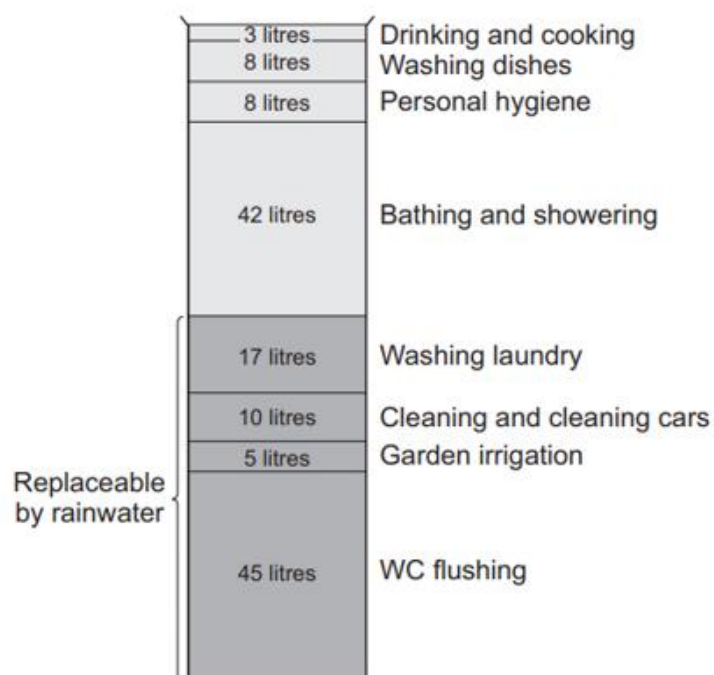 3 litres Drinking and cooking
8 litres Washing dishes
8 litres Personal hygiene
42 litres Bathing and showering
17 litres Washing laundry
10 litres Cleaning and cleaning cars
5 litres Garden irrigation
Replaceable
by rainwater
45 litres WC flushing